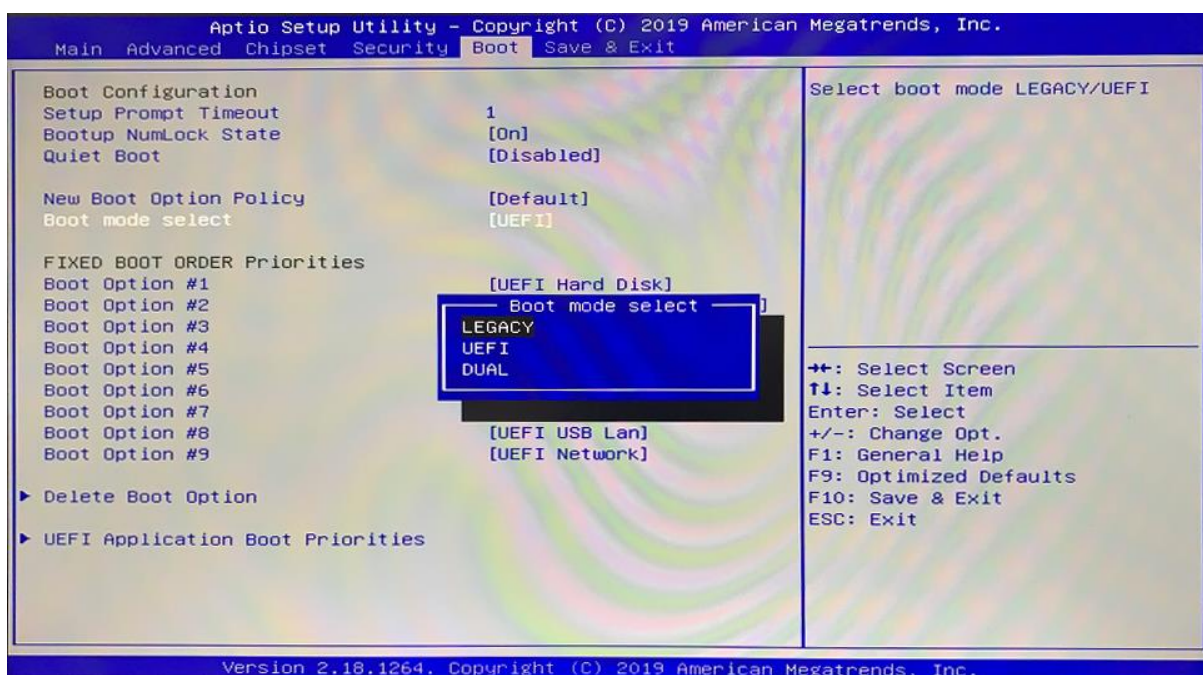 Aptio Setup Utility – Copyright (C) 2019 American Megatrends, Inc.
Main Advanced Chipset Security Boot Save & Exit
Boot Configuration
Setup Prompt Timeout 1
Bootup NumLock State [On]
Quiet Boot [Disabled]
New Boot Option Policy [Default]
Boot mode select [UEFI]
FIXED BOOT ORDER Priorities
Boot Option #1 [UEFI Hard Disk]
Boot Option #2 ]
Boot Option #3
Boot Option #4
Boot Option #5
Boot Option #6
Boot Option #7
Boot Option #8 [UEFI USB Lan]
Boot Option #9 [UEFI Network]
Delete Boot Option
UEFI Application Boot Priorities
Boot mode select
LEGACY
UEFI
DUAL
Select boot mode LEGACY/UEFI
→←: Select Screen
↑↓: Select Item
Enter: Select
+/-: Change Opt.
F1: General Help
F9: Optimized Defaults
F10: Save & Exit
ESC: Exit
Version 2.18.1264. Copyright (C) 2019 American Megatrends, Inc.